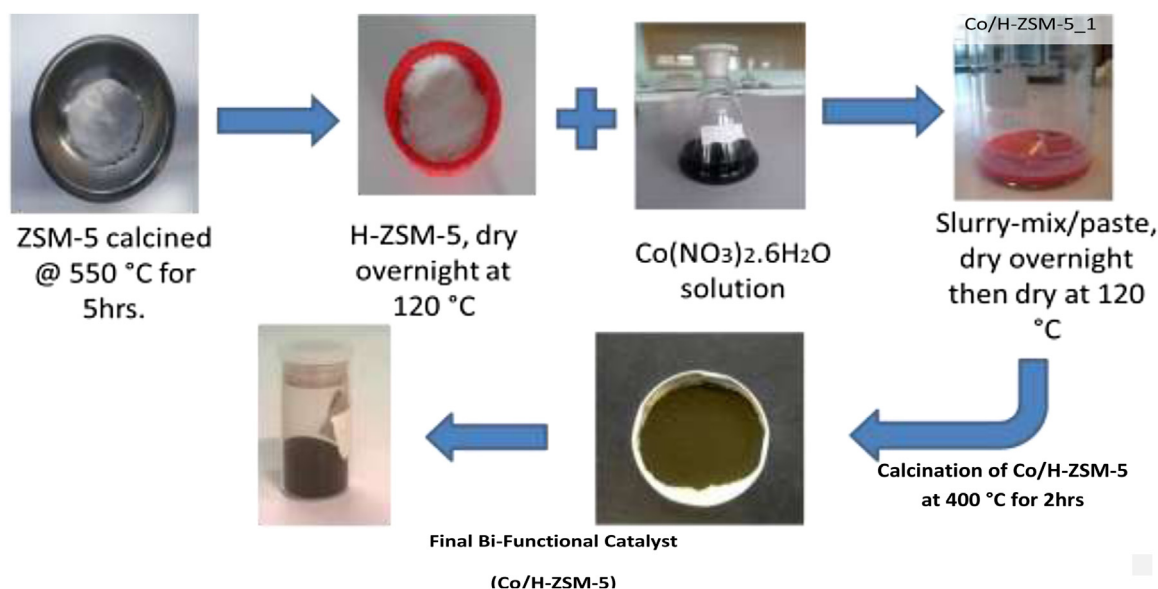 Co/H-ZSM-5_1
ZSM-5 calcined
@ 550 °C for
5hrs.
H-ZSM-5, dry
overnight at
120 °C
Co(NO3)2.6H2O
solution
Slurry-mix/paste,
dry overnight
then dry at 120
°C
Calcination of Co/H-ZSM-5
at 400 °C for 2hrs
Final Bi-Functional Catalyst
(Co/H-ZSM-5)